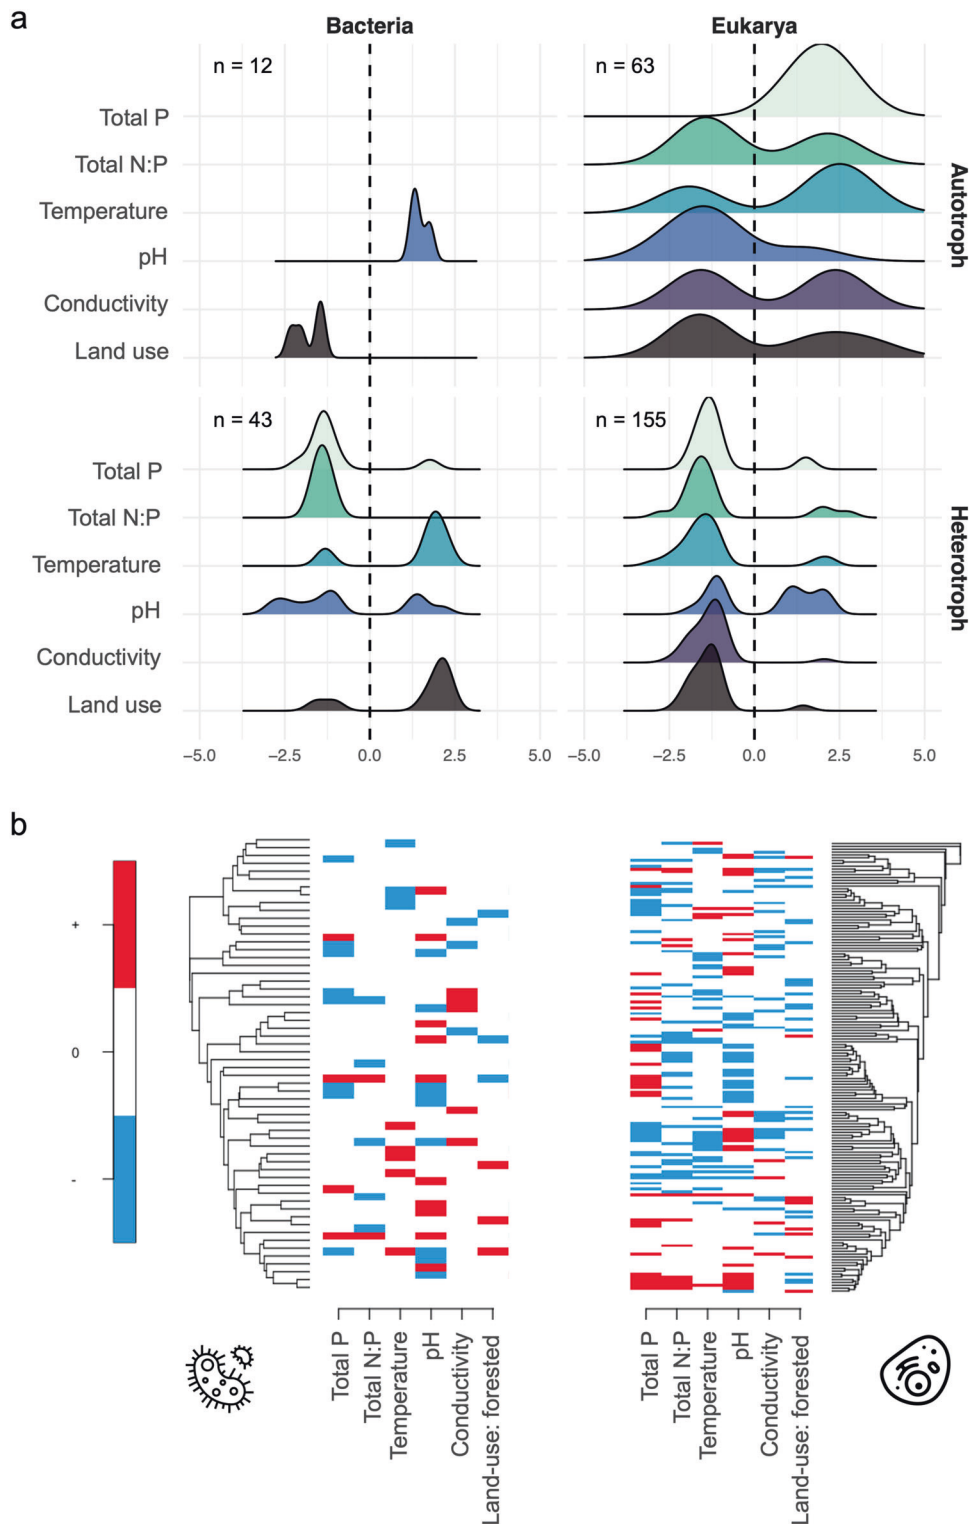 a
Bacteria
Eukarya
n = 12
n = 63
Total P
Total N:P
Temperature
pH
Conductivity
Land use
Autotroph
n = 43
n = 155
Total P
Total N:P
Temperature
pH
Conductivity
Land use
Heterotroph
−5.0 −2.5 0.0 2.5 5.0
−5.0 −2.5 0.0 2.5 5.0
b
+
0
-
Total P
Total N:P
Temperature
pH
Conductivity
Land-use: forested
Total P
Total N:P
Temperature
pH
Conductivity
Land-use: forested